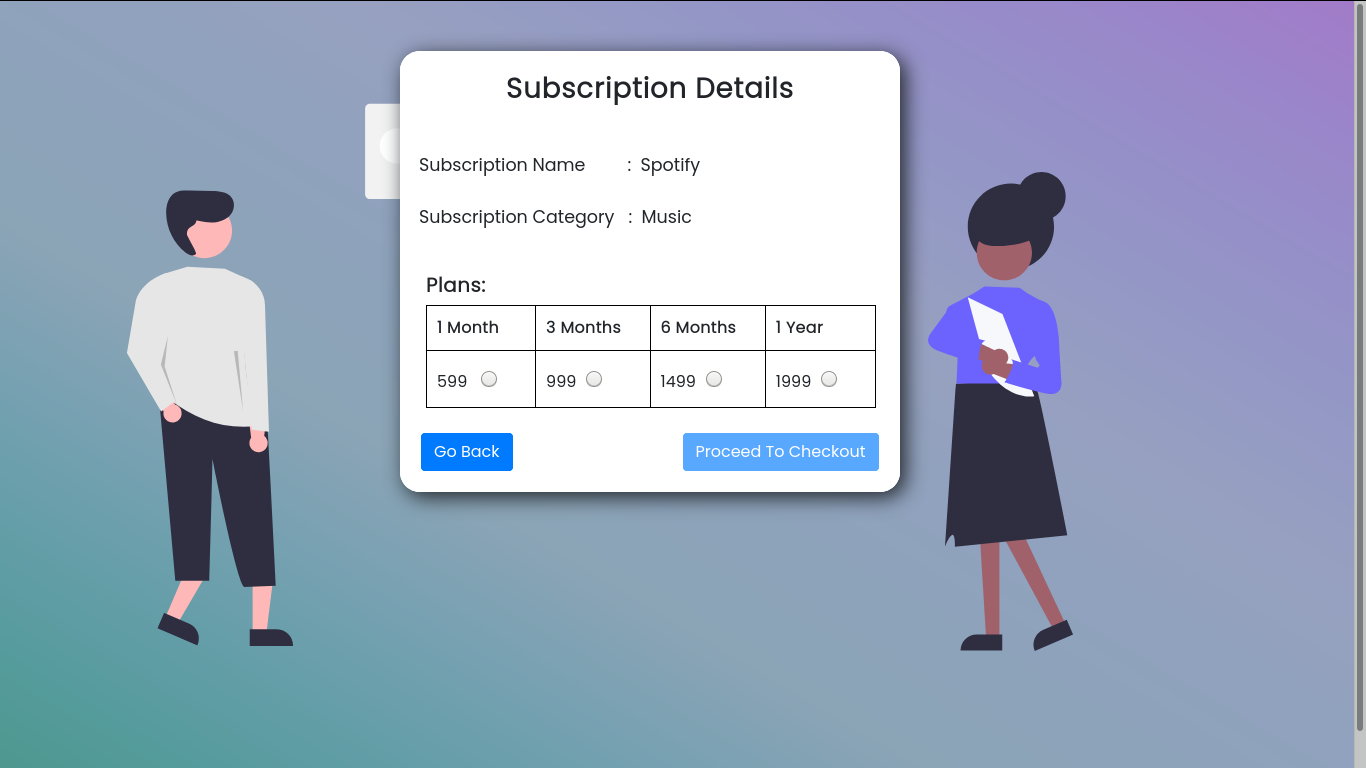 Subscription Details
Subscription Name : Spotify
Subscription Category : Music
Plans:
1 Month 3 Months 6 Months 1 Year
599 999 1499 1999
Go Back Proceed To Checkout